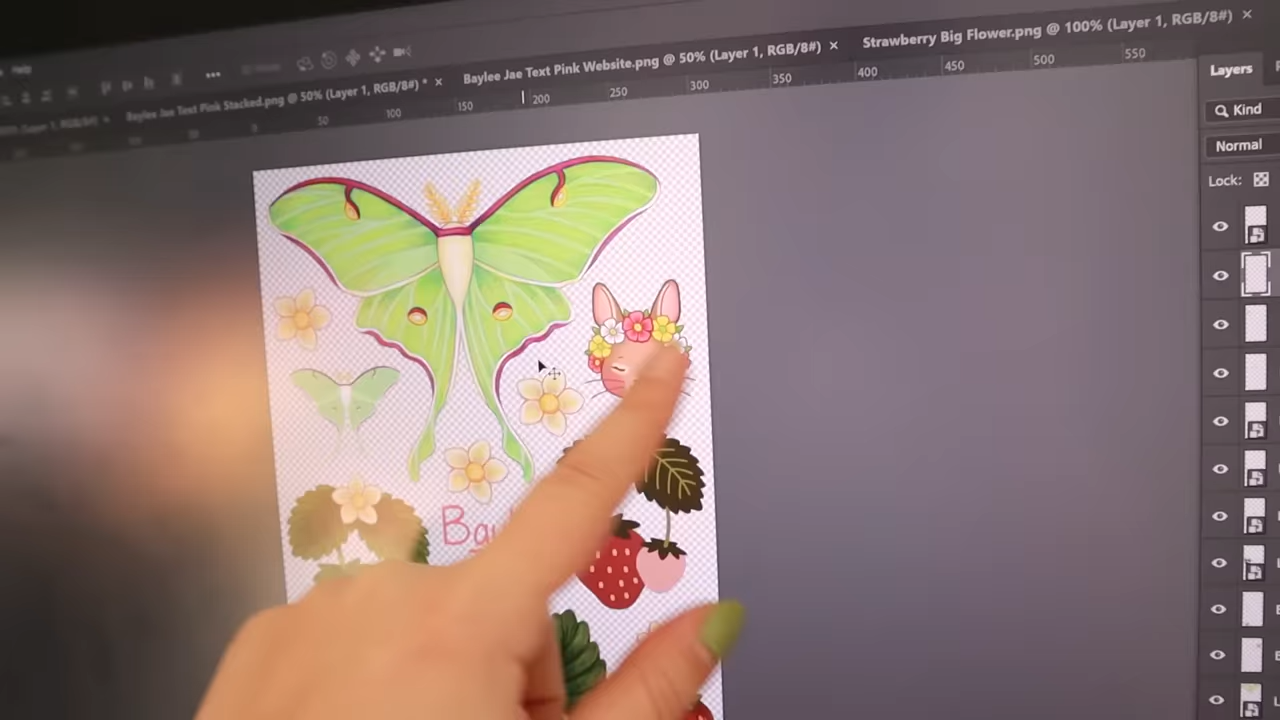 Baylee Jae Text Pink Stacked.png @ 50% (Layer 1, RGB/8#) *
Baylee Jae Text Pink Website.png @ 50% (Layer 1, RGB/8#)
Strawberry Big Flower.png @ 100% (Layer 1, RGB/8#)
50 100 150 200 250 300 350 400 450 500 550
Layers
Kind
Normal
Lock: